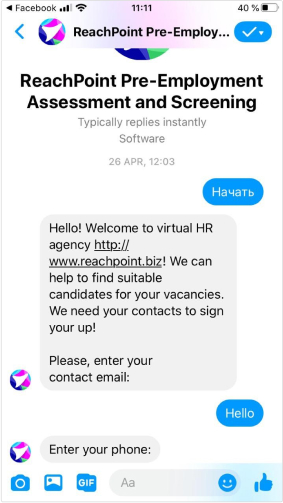 Facebook 11:11 40 %
ReachPoint Pre-Employ...
ReachPoint Pre-Employment
Assessment and Screening
Typically replies instantly
Software
26 APR, 12:03
Начать
Hello! Welcome to virtual HR
agency http://
www.reachpoint.biz! We can
help to find suitable
candidates for your vacancies.
We need your contacts to sign
your up!
Please, enter your
contact email:
Hello
Enter your phone:
GIF Aa